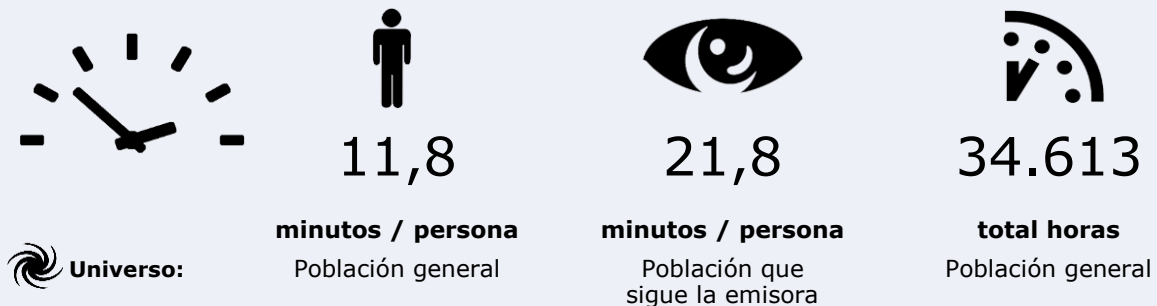 11,8
21,8
34.613
minutos / persona
minutos / persona
total horas
Universo:
Población general
Población que
sigue la emisora
Población general